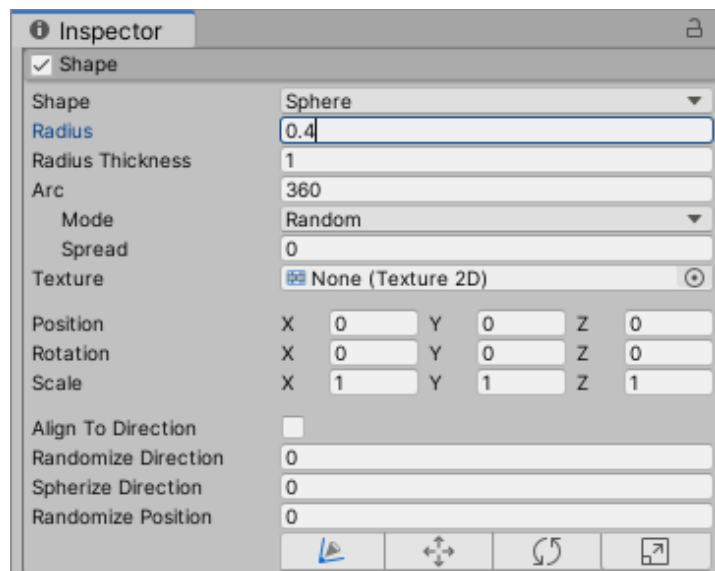 Inspector
Shape
Shape Sphere
Radius 0.4
Radius Thickness 1
Arc 360
Mode Random
Spread 0
Texture None (Texture 2D)
Position X 0 Y 0 Z 0
Rotation X 0 Y 0 Z 0
Scale X 1 Y 1 Z 1
Align To Direction
Randomize Direction 0
Spherize Direction 0
Randomize Position 0